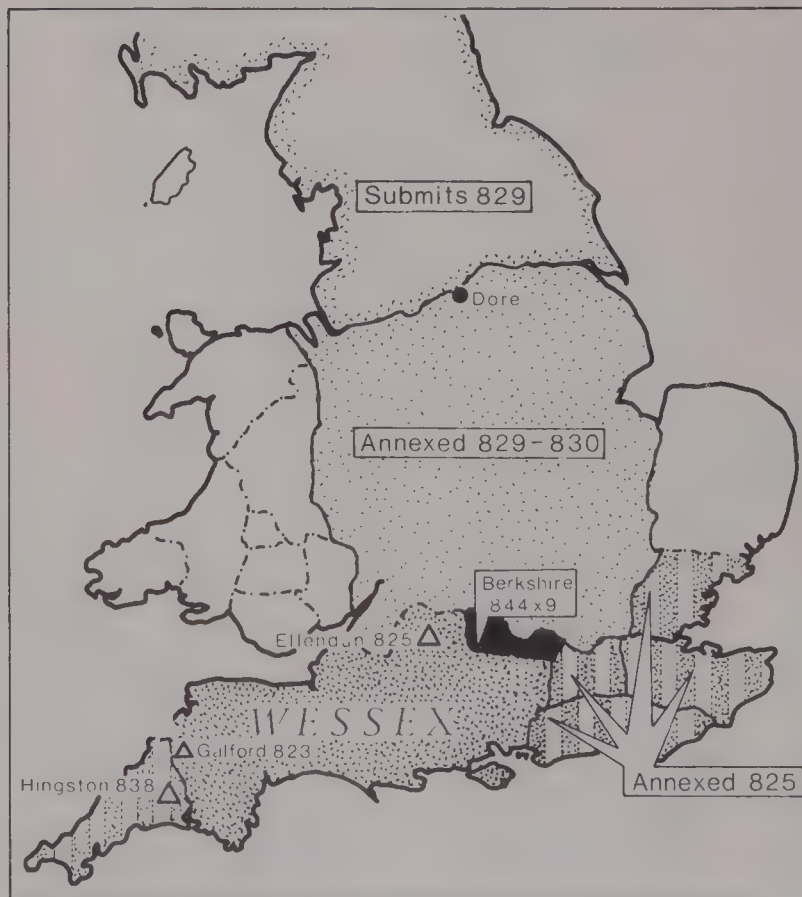 Submits 829
Dore
Annexed 829-830
Berkshire
844 x 9
Ellendun 825
WESSEX
Galford 823
Hingston 838
Annexed 825